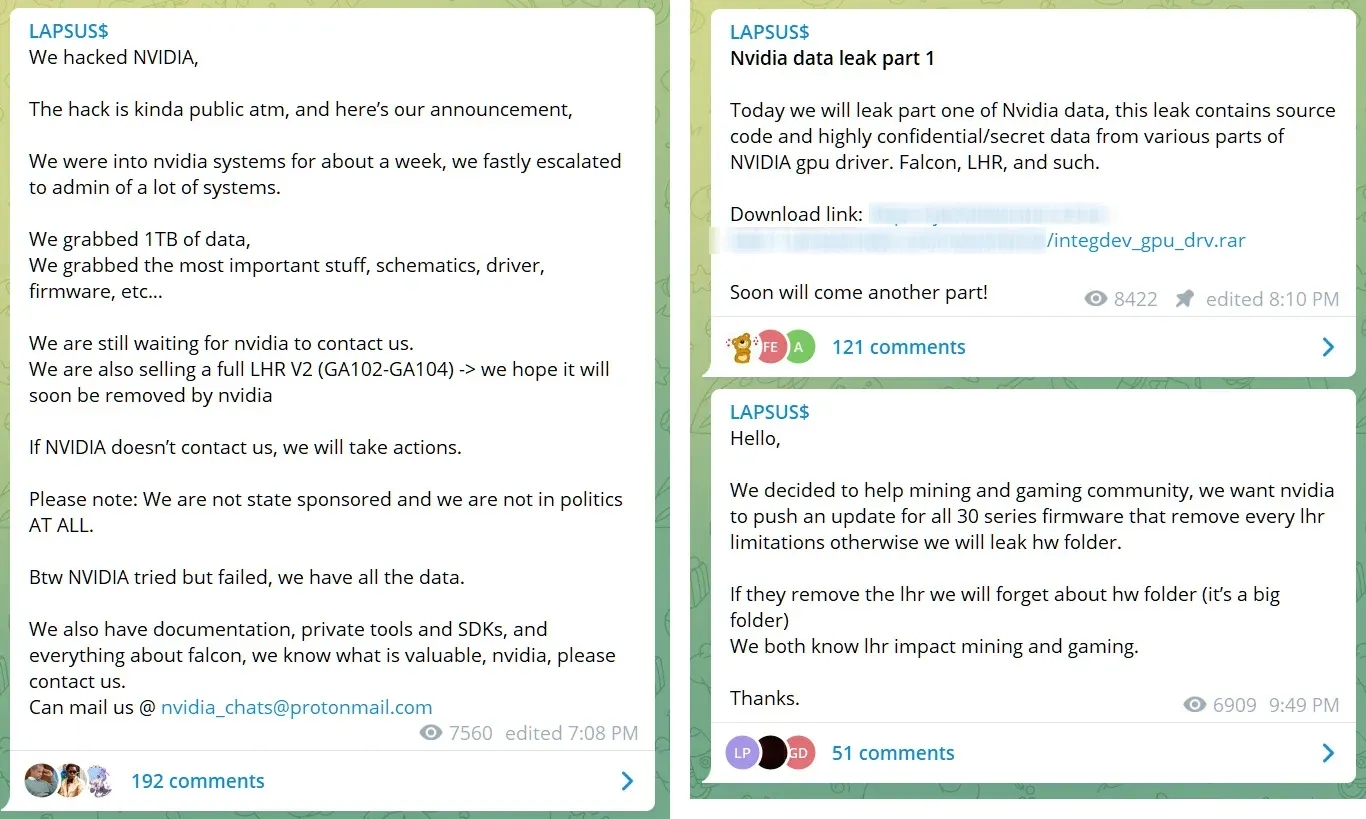 LAPSUS$
We hacked NVIDIA,
The hack is kinda public atm, and here's our announcement,
We were into nvidia systems for about a week, we fastly escalated
to admin of a lot of systems.
We grabbed 1TB of data,
We grabbed the most important stuff, schematics, driver,
firmware, etc...
We are still waiting for nvidia to contact us.
We are also selling a full LHR V2 (GA102-GA104) -> we hope it will
soon be removed by nvidia
If NVIDIA doesn't contact us, we will take actions.
Please note: We are not state sponsored and we are not in politics
AT ALL.
Btw NVIDIA tried but failed, we have all the data.
We also have documentation, private tools and SDKs, and
everything about falcon, we know what is valuable, nvidia, please
contact us.
Can mail us @ nvidia_chats@protonmail.com
7560 edited 7:08 PM
192 comments
LAPSUS$
Nvidia data leak part 1
Today we will leak part one of Nvidia data, this leak contains source
code and highly confidential/secret data from various parts of
NVIDIA gpu driver. Falcon, LHR, and such.
Download link:
/integdev_gpu_drv.rar
Soon will come another part!
8422 edited 8:10 PM
FE A
121 comments
LAPSUS$
Hello,
We decided to help mining and gaming community, we want nvidia
to push an update for all 30 series firmware that remove every lhr
limitations otherwise we will leak hw folder.
If they remove the lhr we will forget about hw folder (it's a big
folder)
We both know lhr impact mining and gaming.
Thanks.
6909 9:49 PM
LP GD
51 comments